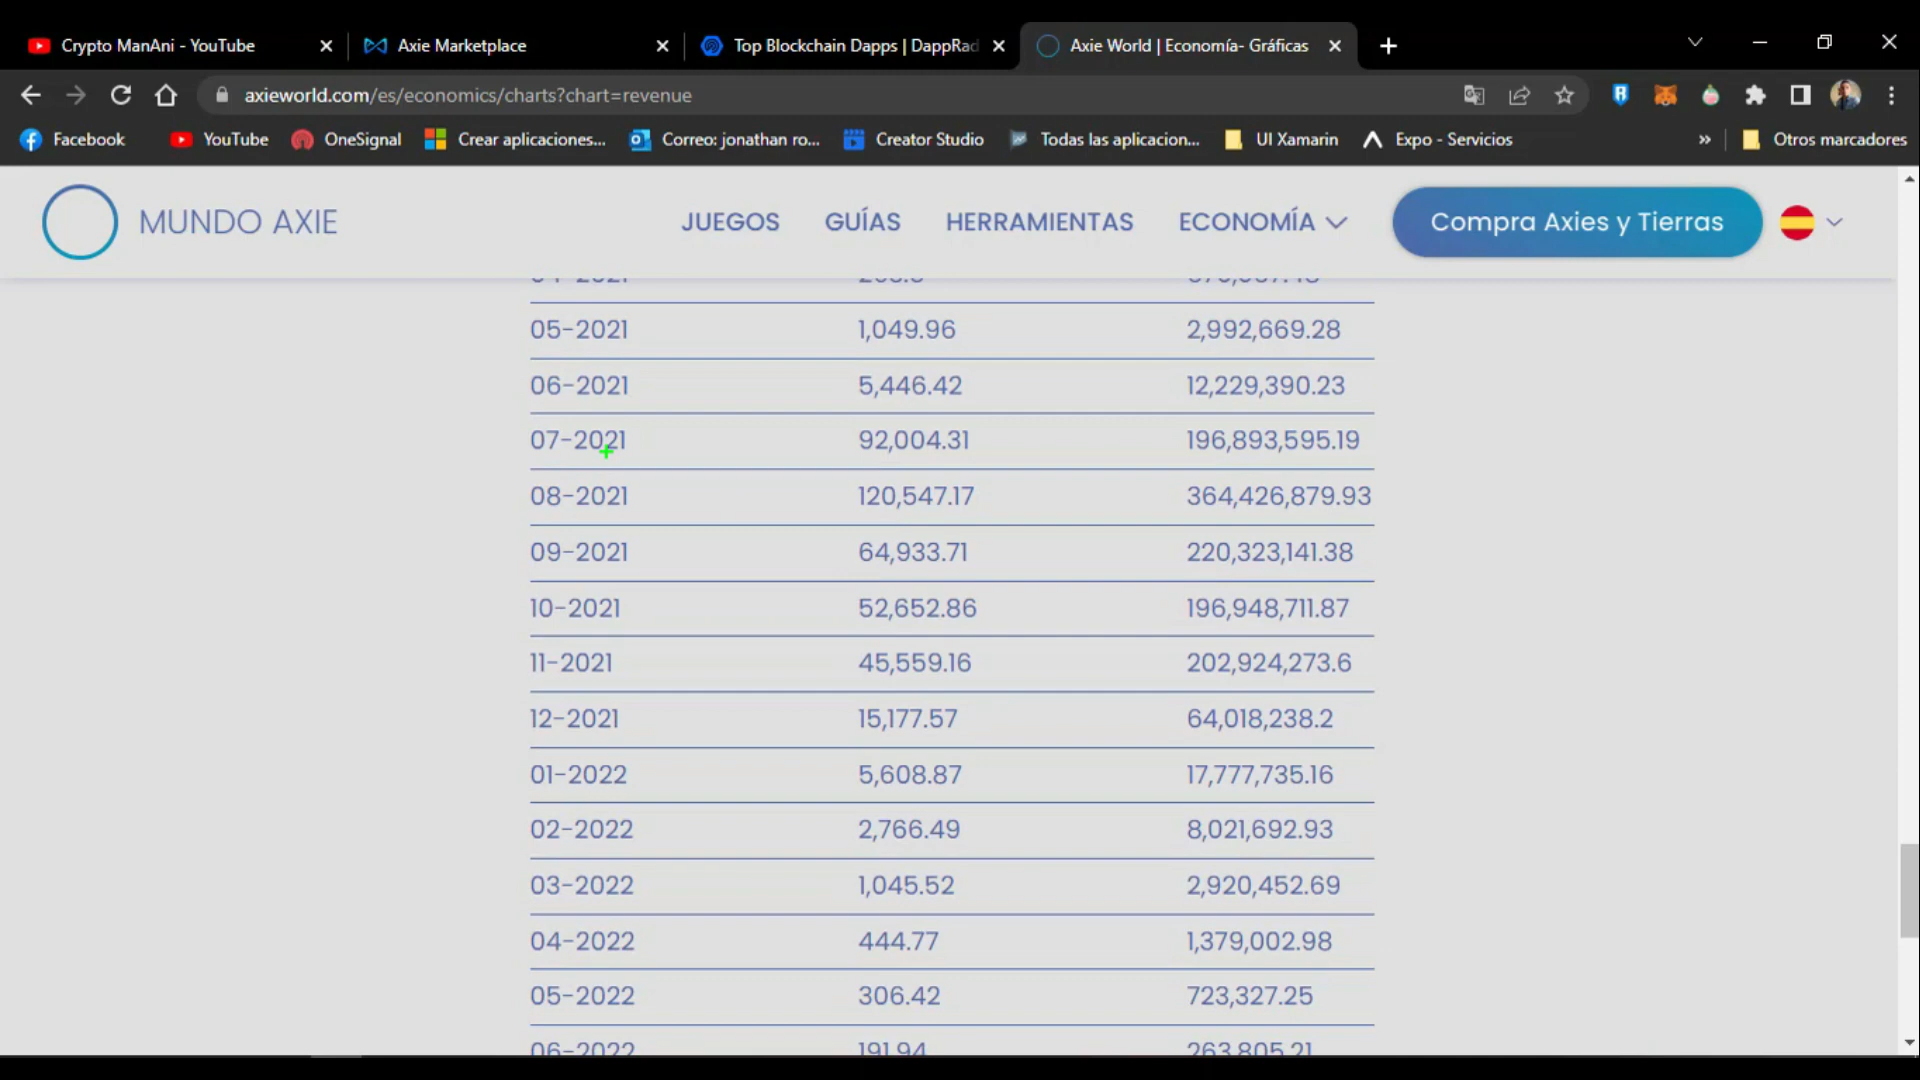 Crypto ManAni - YouTube
Axie Marketplace
Top Blockchain Dapps | DappRad
Axie World | Economía- Gráficas
axieworld.com/es/economics/charts?chart=revenue
Facebook
YouTube
OneSignal
Crear aplicaciones...
Correo: jonathan ro...
Creator Studio
Todas las aplicacion...
UI Xamarin
Expo - Servicios
»
Otros marcadores
MUNDO AXIE
JUEGOS
GUÍAS
HERRAMIENTAS
ECONOMÍA
Compra Axies y Tierras
05-2021 1,049.96 2,992,669.28
06-2021 5,446.42 12,229,390.23
07-2021 92,004.31 196,893,595.19
08-2021 120,547.17 364,426,879.93
09-2021 64,933.71 220,323,141.38
10-2021 52,652.86 196,948,711.87
11-2021 45,559.16 202,924,273.6
12-2021 15,177.57 64,018,238.2
01-2022 5,608.87 17,777,735.16
02-2022 2,766.49 8,021,692.93
03-2022 1,045.52 2,920,452.69
04-2022 444.77 1,379,002.98
05-2022 306.42 723,327.25
06-2022 191.94 263,805.21